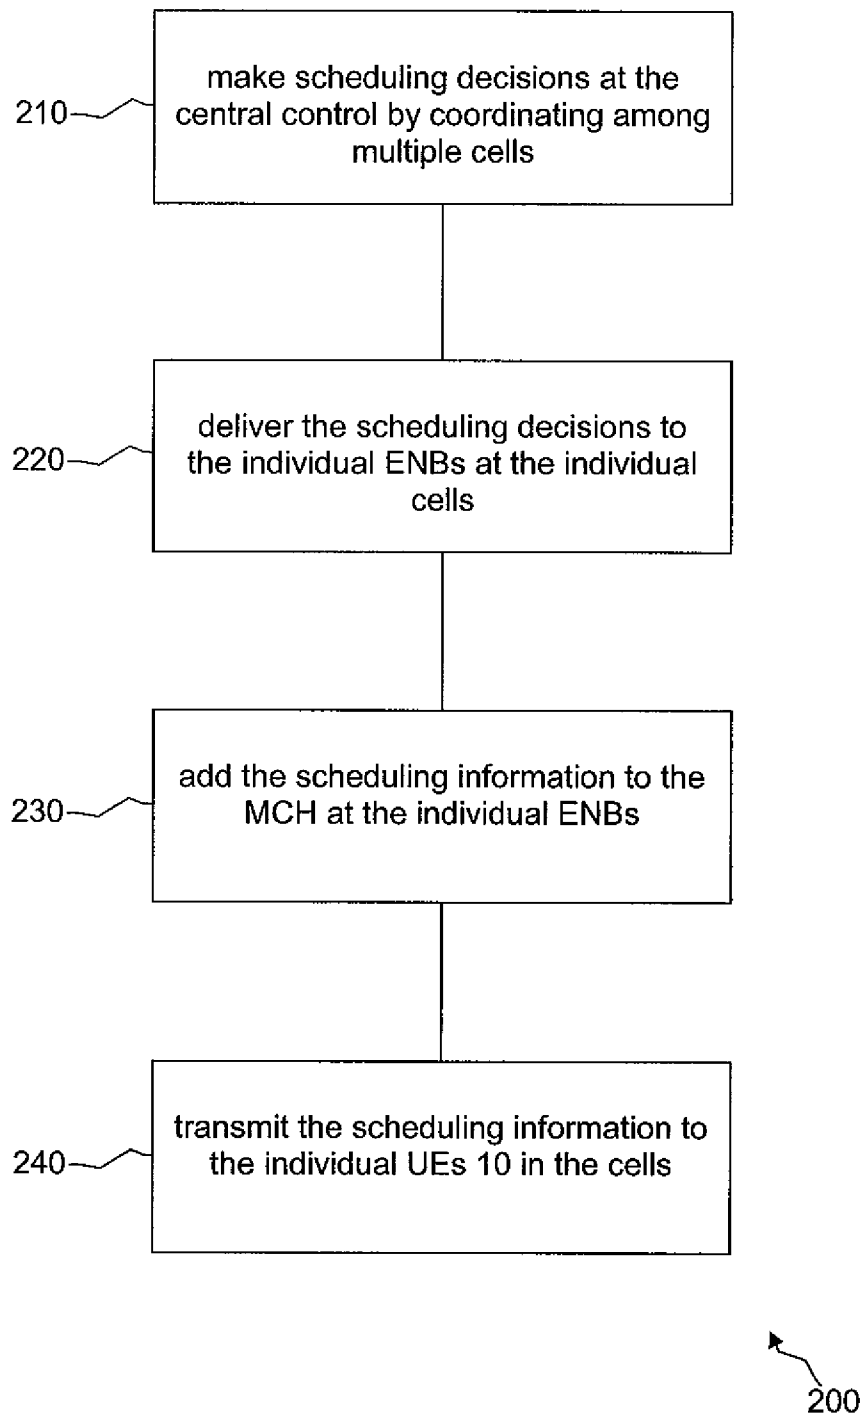 make scheduling decisions at the
210
central control by coordinating among
multiple cells
deliver the scheduling decisions to
220
the individual ENBs at the individual
cells
add the scheduling information to the
230
MCH at the individual ENBs
transmit the scheduling information to
240
the individual UEs 10 in the cells
200